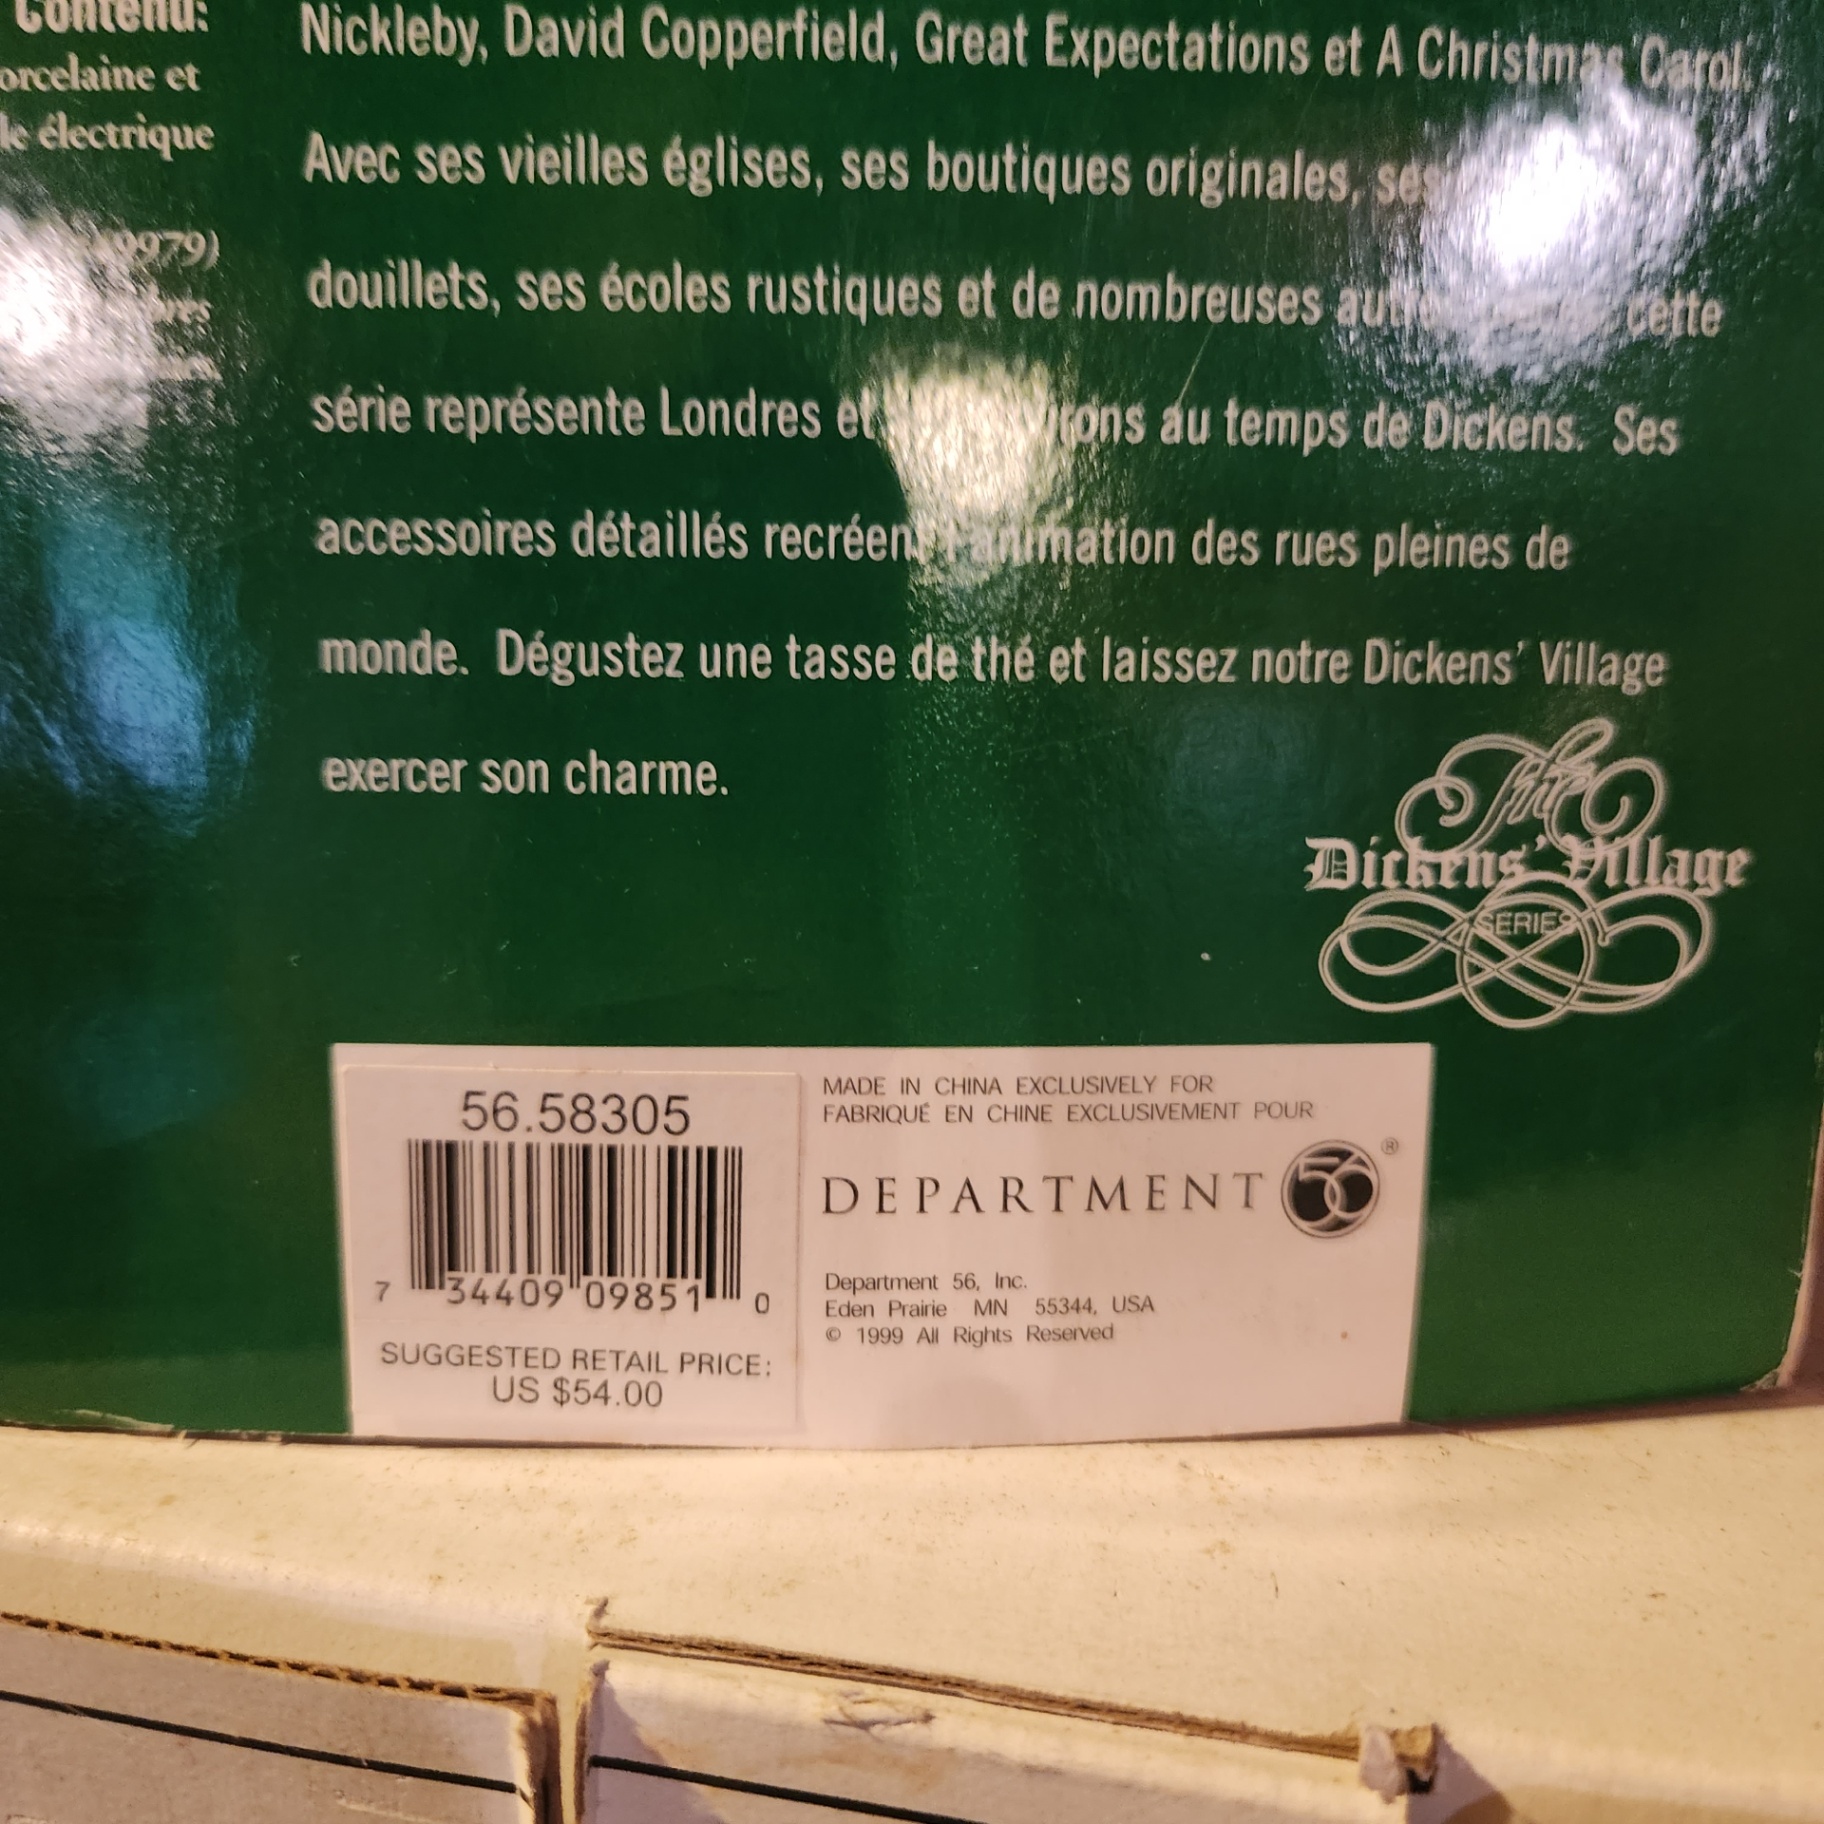 Contenu:
orcelaine et
le électrique
9979)
Nickleby, David Copperfield, Great Expectations et A Christmas Carol.
Avec ses vieilles églises, ses boutiques originales, ses
douillets, ses écoles rustiques et de nombreuses cette
série représente Londres et au temps de Dickens. Ses
accessoires détaillés recréent l'animation des rues pleines de
monde. Dégustez une tasse de thé et laissez notre Dickens' Village
exercer son charme.
The
Dickens' Village
SERIES
56.58305
7 34409 09851 0
SUGGESTED RETAIL PRICE:
US $54.00
MADE IN CHINA EXCLUSIVELY FOR
FABRIQUÉ EN CHINE EXCLUSIVEMENT POUR
DEPARTMENT 56®
Department 56, Inc.
Eden Prairie MN 55344, USA
© 1999 All Rights Reserved